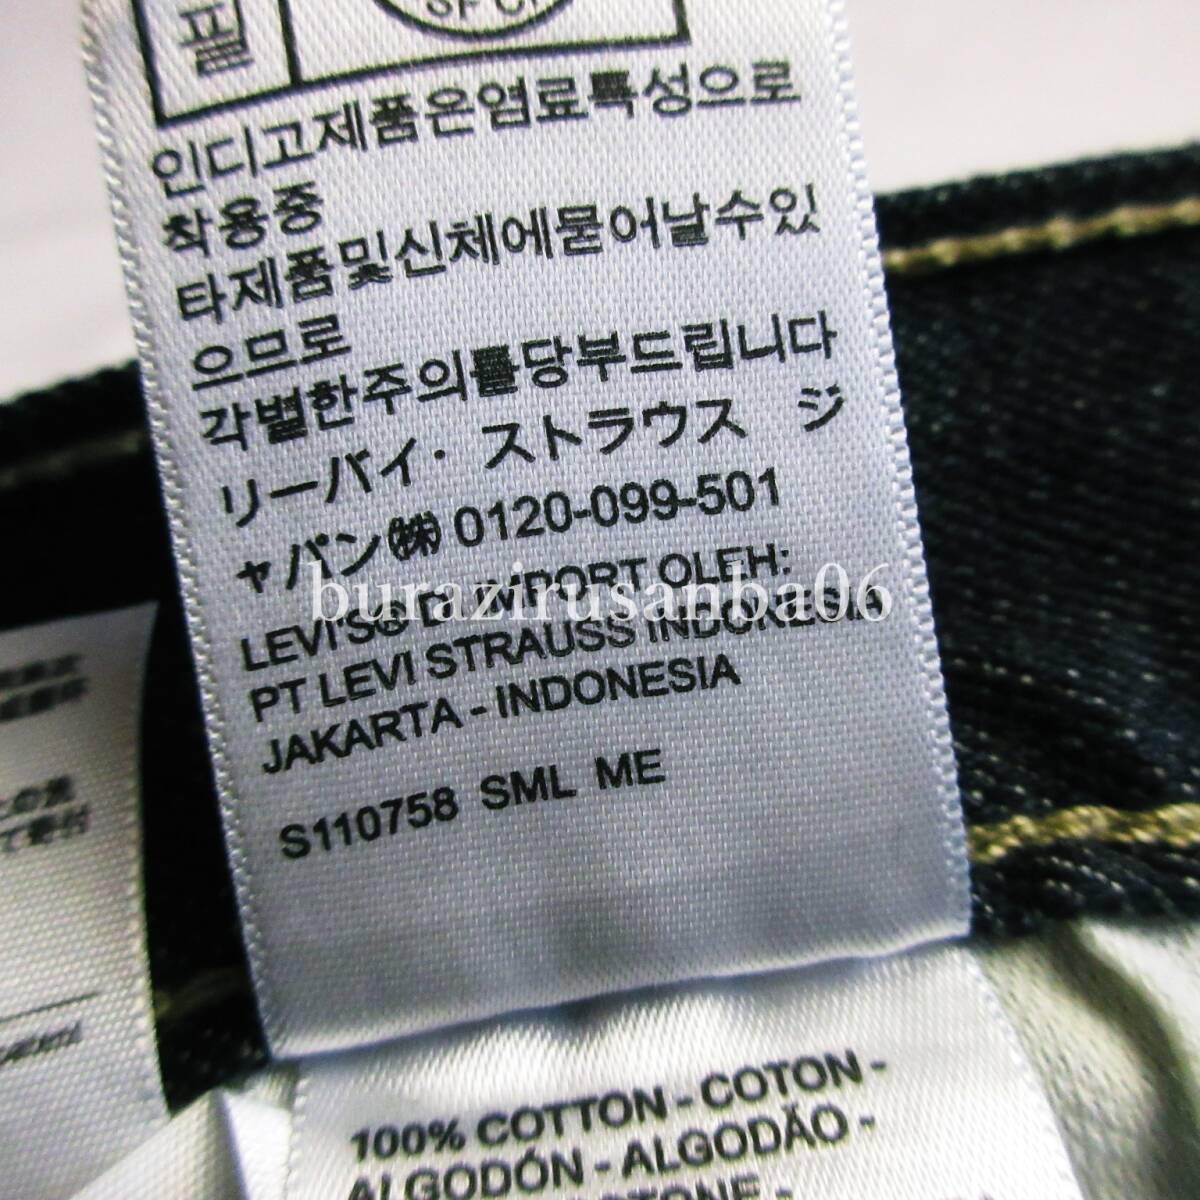 필
인디고제품은염료특성으로
착용중
타제품및신체에묻어날수있
으므로
각별한주의를당부드립니다
リーバイ・ストラウス ジ
ャパン㈱ 0120-099-501
LEVI'S® DI IMPORT OLEH:
PT LEVI STRAUSS INDONESIA
JAKARTA - INDONESIA
S110758 SML ME
burazirusanba06
100% COTTON - COTON -
ALGODÓN - ALGODÃO -